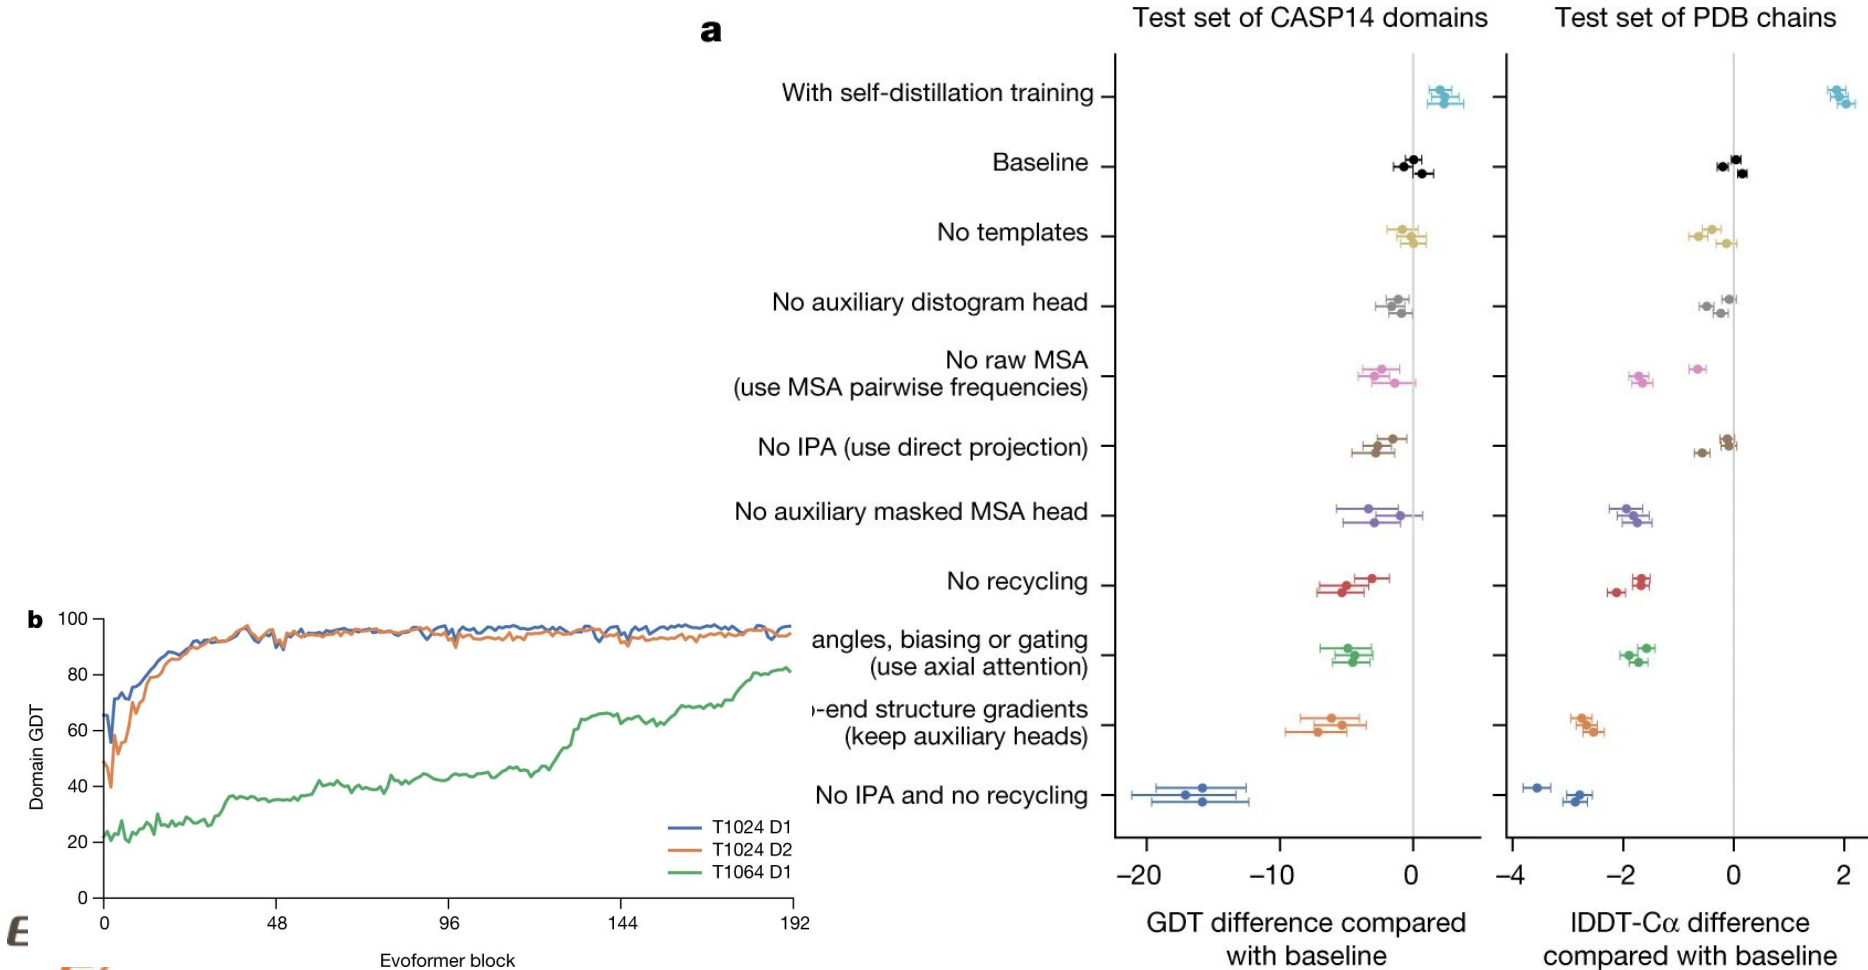 a
Test set of CASP14 domains
Test set of PDB chains
With self-distillation training
Baseline
No templates
No auxiliary distogram head
No raw MSA
(use MSA pairwise frequencies)
No IPA (use direct projection)
No auxiliary masked MSA head
No recycling
angles, biasing or gating
(use axial attention)
-end structure gradients
(keep auxiliary heads)
No IPA and no recycling
−20 −10 0
−4 −2 0 2
GDT difference compared
with baseline
lDDT-Cα difference
compared with baseline
b
100
80
60
40
20
0
Domain GDT
T1024 D1
T1024 D2
T1064 D1
0 48 96 144 192
Evoformer block